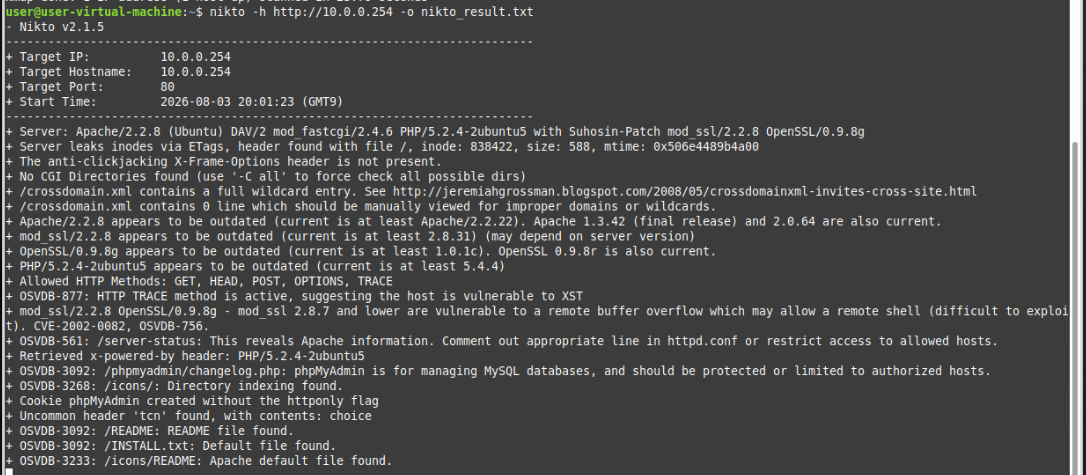 user@user-virtual-machine:~$ nikto -h http://10.0.0.254 -o nikto_result.txt
- Nikto v2.1.5
---------------------------------------------------------------------------
+ Target IP:          10.0.0.254
+ Target Hostname:    10.0.0.254
+ Target Port:        80
+ Start Time:         2026-08-03 20:01:23 (GMT9)
---------------------------------------------------------------------------
+ Server: Apache/2.2.8 (Ubuntu) DAV/2 mod_fastcgi/2.4.6 PHP/5.2.4-2ubuntu5 with Suhosin-Patch mod_ssl/2.2.8 OpenSSL/0.9.8g
+ Server leaks inodes via ETags, header found with file /, inode: 838422, size: 588, mtime: 0x506e4489b4a00
+ The anti-clickjacking X-Frame-Options header is not present.
+ No CGI Directories found (use '-C all' to force check all possible dirs)
+ /crossdomain.xml contains a full wildcard entry. See http://jeremiahgrossman.blogspot.com/2008/05/crossdomainxml-invites-cross-site.html
+ /crossdomain.xml contains 0 line which should be manually viewed for improper domains or wildcards.
+ Apache/2.2.8 appears to be outdated (current is at least Apache/2.2.22). Apache 1.3.42 (final release) and 2.0.64 are also current.
+ mod_ssl/2.2.8 appears to be outdated (current is at least 2.8.31) (may depend on server version)
+ OpenSSL/0.9.8g appears to be outdated (current is at least 1.0.1c). OpenSSL 0.9.8r is also current.
+ PHP/5.2.4-2ubuntu5 appears to be outdated (current is at least 5.4.4)
+ Allowed HTTP Methods: GET, HEAD, POST, OPTIONS, TRACE
+ OSVDB-877: HTTP TRACE method is active, suggesting the host is vulnerable to XST
+ mod_ssl/2.2.8 OpenSSL/0.9.8g - mod_ssl 2.8.7 and lower are vulnerable to a remote buffer overflow which may allow a remote shell (difficult to exploi
t). CVE-2002-0082, OSVDB-756.
+ OSVDB-561: /server-status: This reveals Apache information. Comment out appropriate line in httpd.conf or restrict access to allowed hosts.
+ Retrieved x-powered-by header: PHP/5.2.4-2ubuntu5
+ OSVDB-3092: /phpmyadmin/changelog.php: phpMyAdmin is for managing MySQL databases, and should be protected or limited to authorized hosts.
+ OSVDB-3268: /icons/: Directory indexing found.
+ Cookie phpMyAdmin created without the httponly flag
+ Uncommon header 'tcn' found, with contents: choice
+ OSVDB-3092: /README: README file found.
+ OSVDB-3092: /INSTALL.txt: Default file found.
+ OSVDB-3233: /icons/README: Apache default file found.